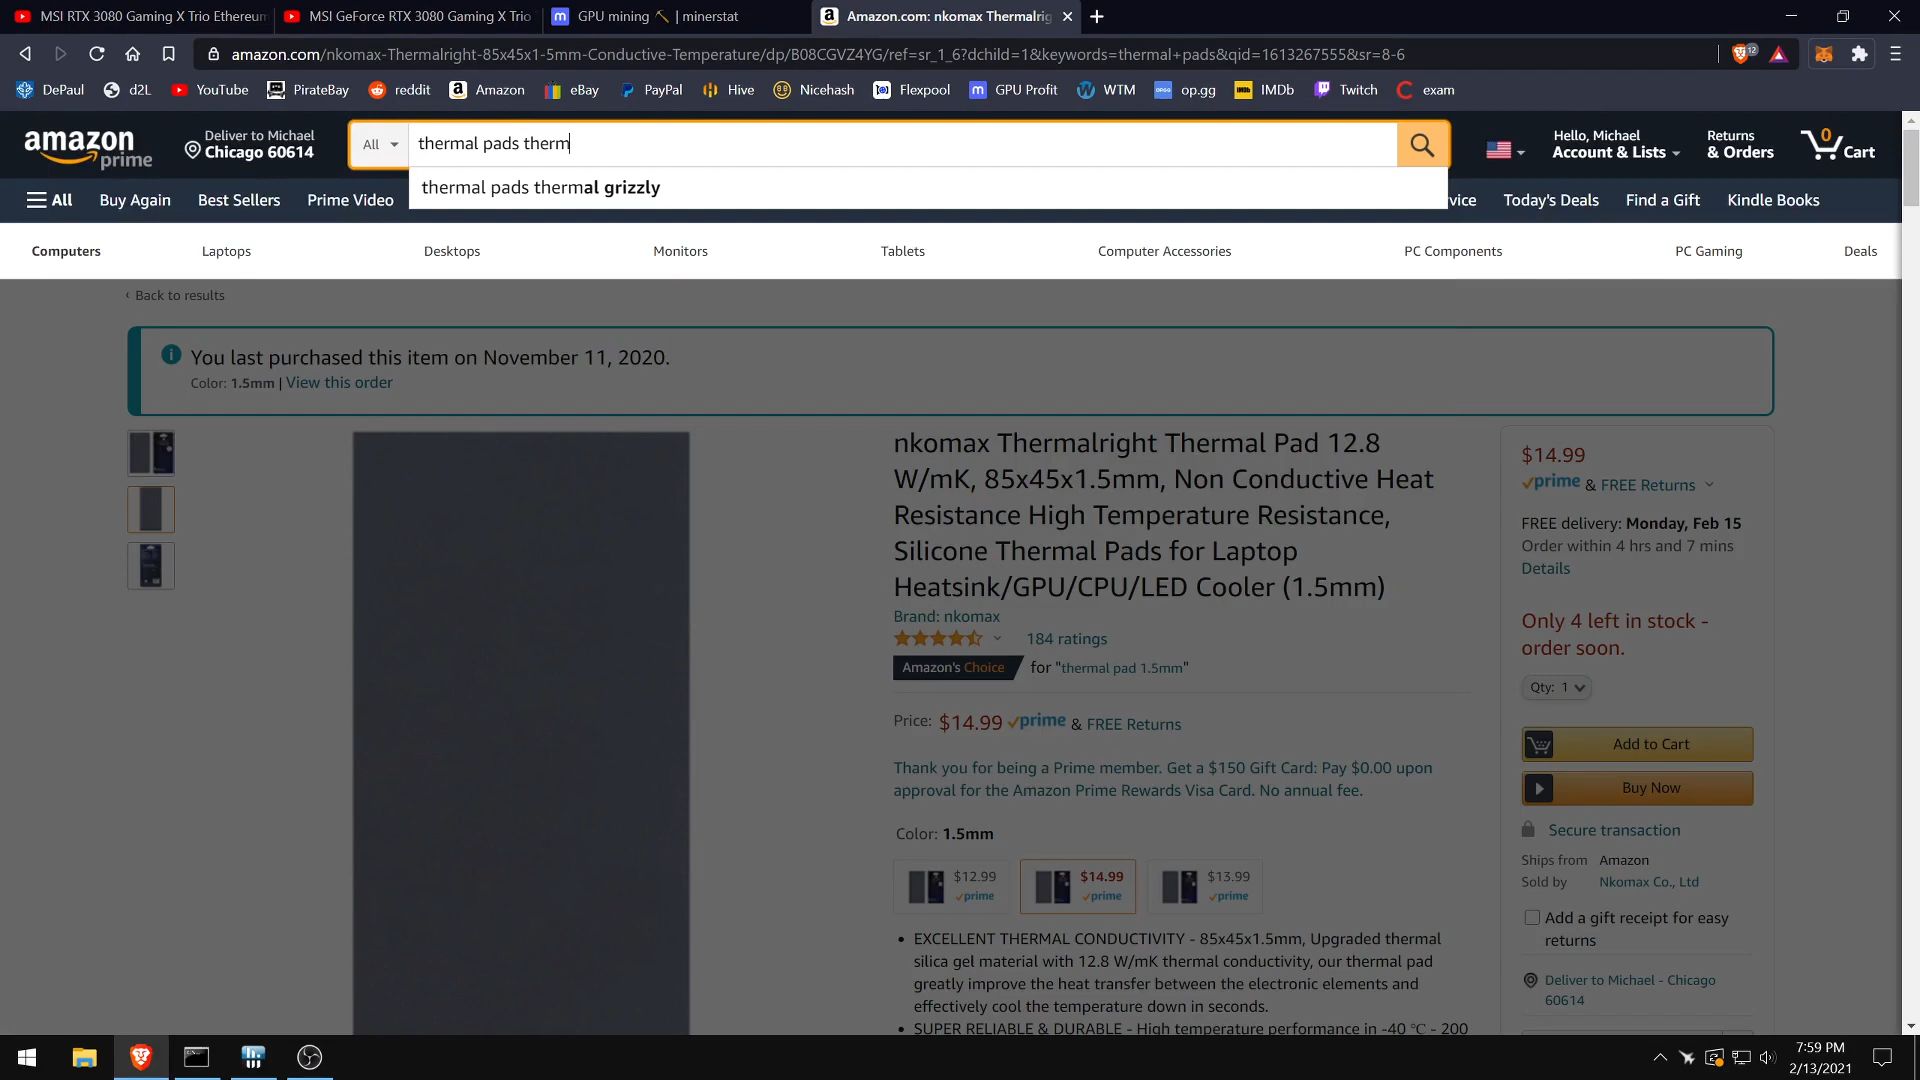 MSI RTX 3080 Gaming X Trio Ethereum
MSI GeForce RTX 3080 Gaming X Trio
GPU mining | minerstat
Amazon.com: nkomax Thermalrig
amazon.com/nkomax-Thermalright-85x45x1-5mm-Conductive-Temperature/dp/B08CGVZ4YG/ref=sr_1_6?dchild=1&keywords=thermal+pads&qid=1613267555&sr=8-6
12
DePaul
d2L
YouTube
PirateBay
reddit
Amazon
eBay
PayPal
Hive
Nicehash
Flexpool
GPU Profit
WTM
op.gg
IMDb
Twitch
exam
amazon prime
Deliver to Michael
Chicago 60614
All
thermal pads therm
thermal pads thermal grizzly
Hello, Michael
Account & Lists
Returns
& Orders
0
Cart
All
Buy Again
Best Sellers
Prime Video
rvice
Today's Deals
Find a Gift
Kindle Books
Computers
Laptops
Desktops
Monitors
Tablets
Computer Accessories
PC Components
PC Gaming
Deals
‹ Back to results
You last purchased this item on November 11, 2020.
Color: 1.5mm | View this order
nkomax Thermalright Thermal Pad 12.8
W/mK, 85x45x1.5mm, Non Conductive Heat
Resistance High Temperature Resistance,
Silicone Thermal Pads for Laptop
Heatsink/GPU/CPU/LED Cooler (1.5mm)
Brand: nkomax
184 ratings
Amazon's Choice for "thermal pad 1.5mm"
Price: $14.99 prime & FREE Returns
Thank you for being a Prime member. Get a $150 Gift Card: Pay $0.00 upon
approval for the Amazon Prime Rewards Visa Card. No annual fee.
Color: 1.5mm
$12.99
prime
$14.99
prime
$13.99
prime
• EXCELLENT THERMAL CONDUCTIVITY - 85x45x1.5mm, Upgraded thermal
silica gel material with 12.8 W/mK thermal conductivity, our thermal pad
greatly improve the heat transfer between the electronic elements and
effectively cool the temperature down in seconds.
• SUPER RELIABLE & DURABLE - High temperature performance in -40 °C - 200
$14.99
prime & FREE Returns
FREE delivery: Monday, Feb 15
Order within 4 hrs and 7 mins
Details
Only 4 left in stock -
order soon.
Qty: 1
Add to Cart
Buy Now
Secure transaction
Ships from Amazon
Sold by Nkomax Co., Ltd
Add a gift receipt for easy
returns
Deliver to Michael - Chicago
60614
7:59 PM
2/13/2021